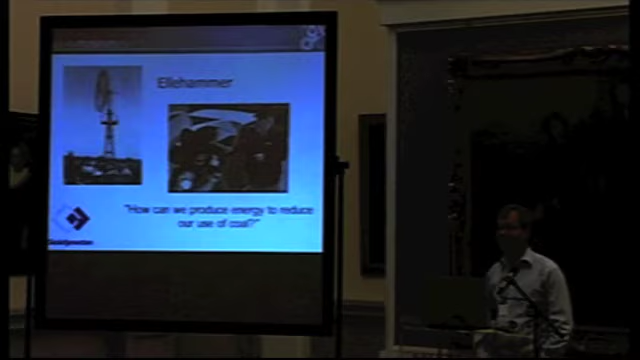 Ellehammer
"How can we produce energy to reduce
our use of coal?"